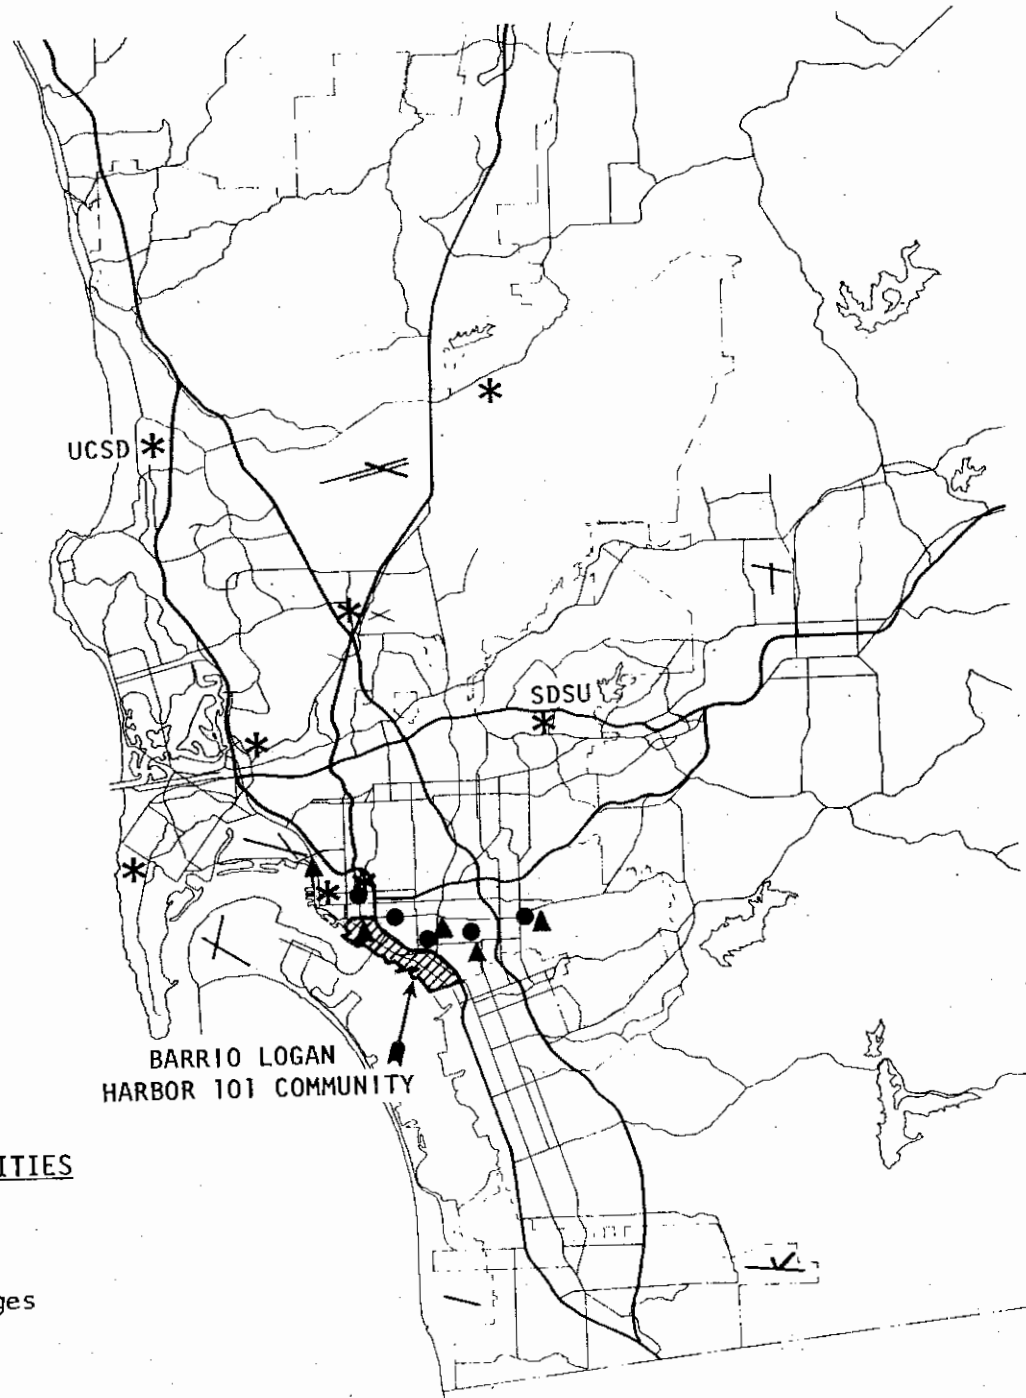 UCSD
SDSU
BARRIO LOGAN
HARBOR 101 COMMUNITY
ITIES
ges